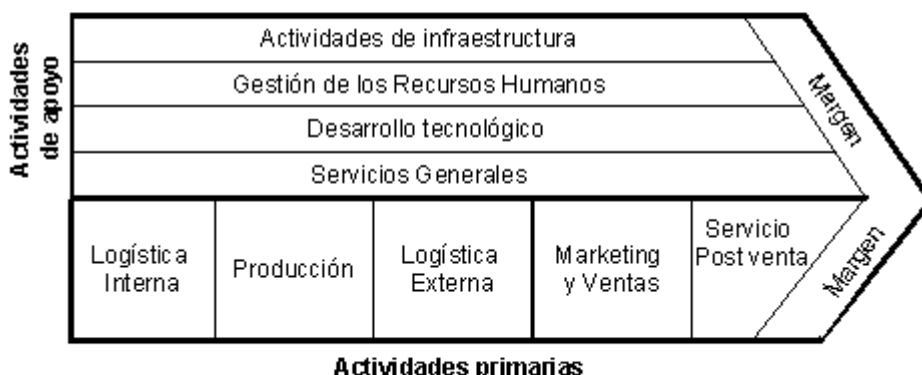 Actividades
de apoyo
Actividades de infraestructura
Gestión de los Recursos Humanos
Desarrollo tecnológico
Servicios Generales
Margen
Logística
Interna
Producción
Logística
Externa
Marketing
y Ventas
Servicio
Post venta
Margen
Actividades primarias